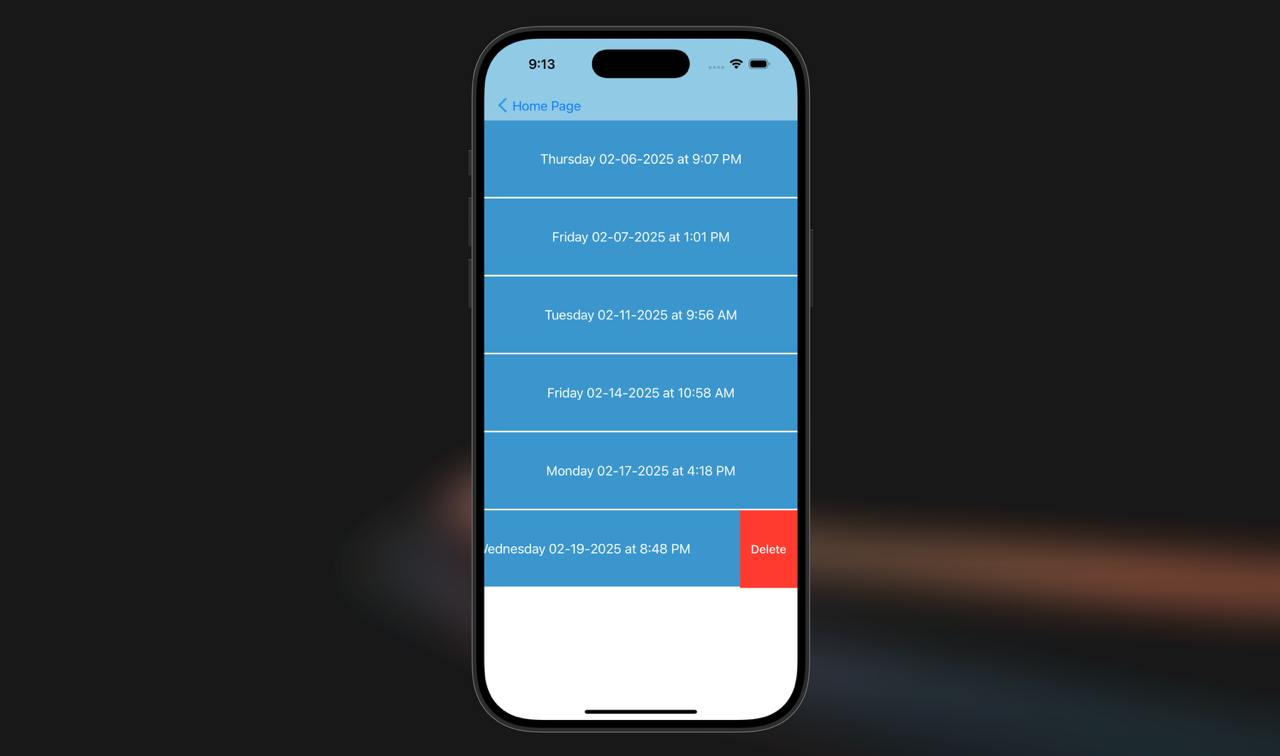 9:13
Home Page
Thursday 02-06-2025 at 9:07 PM
Friday 02-07-2025 at 1:01 PM
Tuesday 02-11-2025 at 9:56 AM
Friday 02-14-2025 at 10:58 AM
Monday 02-17-2025 at 4:18 PM
Wednesday 02-19-2025 at 8:48 PM Delete